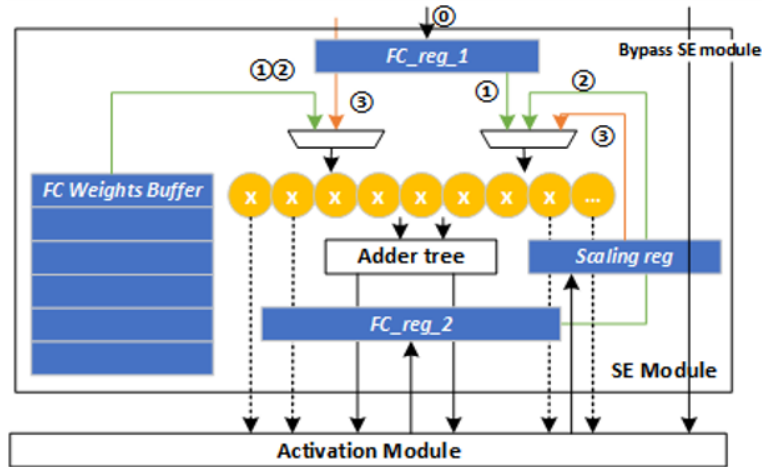 ⓪
FC_reg_1
Bypass SE module
①②
③
①
②
③
FC Weights Buffer
x x x x x x x x ...
Adder tree
Scaling reg
FC_reg_2
SE Module
Activation Module